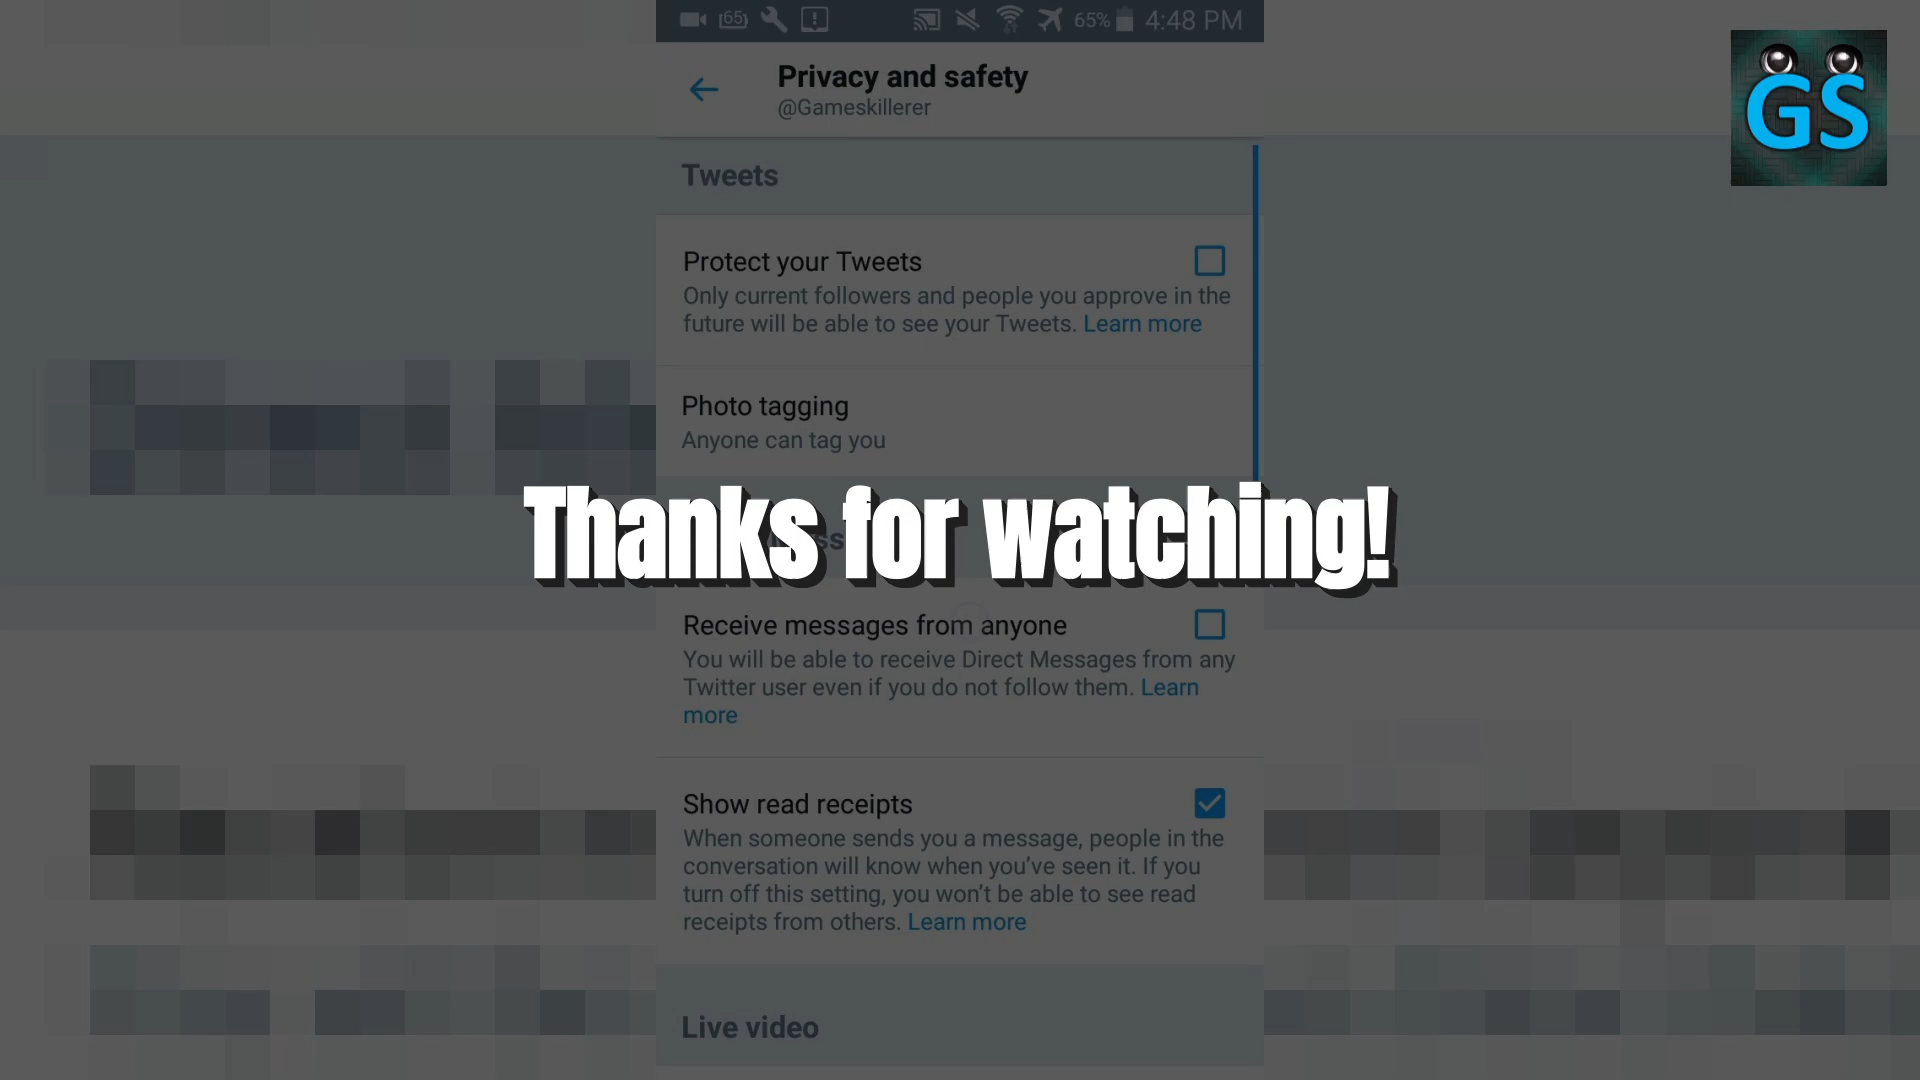 65
65% 4:48 PM
Privacy and safety
@Gameskillerer
GS
Tweets
Protect your Tweets
Only current followers and people you approve in the
future will be able to see your Tweets. Learn more
Photo tagging
Anyone can tag you
Thanks for watching!
Receive messages from anyone
You will be able to receive Direct Messages from any
Twitter user even if you do not follow them. Learn
more
Show read receipts
When someone sends you a message, people in the
conversation will know when you’ve seen it. If you
turn off this setting, you won’t be able to see read
receipts from others. Learn more
Live video